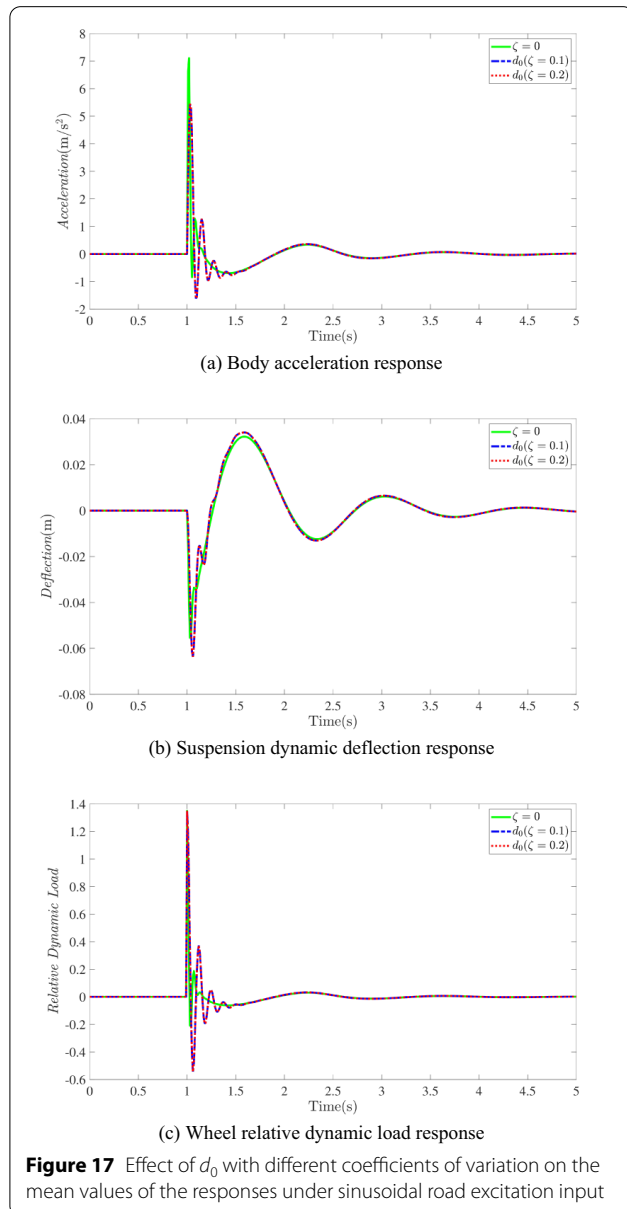 8
7
6
5
4
3
2
1
0
-1
-2
Acceleration(m/s²)
ζ = 0
d₀(ζ = 0.1)
d₀(ζ = 0.2)
0 0.5 1 1.5 2 2.5 3 3.5 4 4.5 5
Time(s)
(a) Body acceleration response
0.04
0.02
0
-0.02
-0.04
-0.06
-0.08
Deflection(m)
ζ = 0
d₀(ζ = 0.1)
d₀(ζ = 0.2)
0 0.5 1 1.5 2 2.5 3 3.5 4 4.5 5
Time(s)
(b) Suspension dynamic deflection response
1.4
1.2
1
0.8
0.6
0.4
0.2
0
-0.2
-0.4
-0.6
Relative Dynamic Load
ζ = 0
d₀(ζ = 0.1)
d₀(ζ = 0.2)
0 0.5 1 1.5 2 2.5 3 3.5 4 4.5 5
Time(s)
(c) Wheel relative dynamic load response
Figure 17 Effect of d₀ with different coefficients of variation on the
mean values of the responses under sinusoidal road excitation input